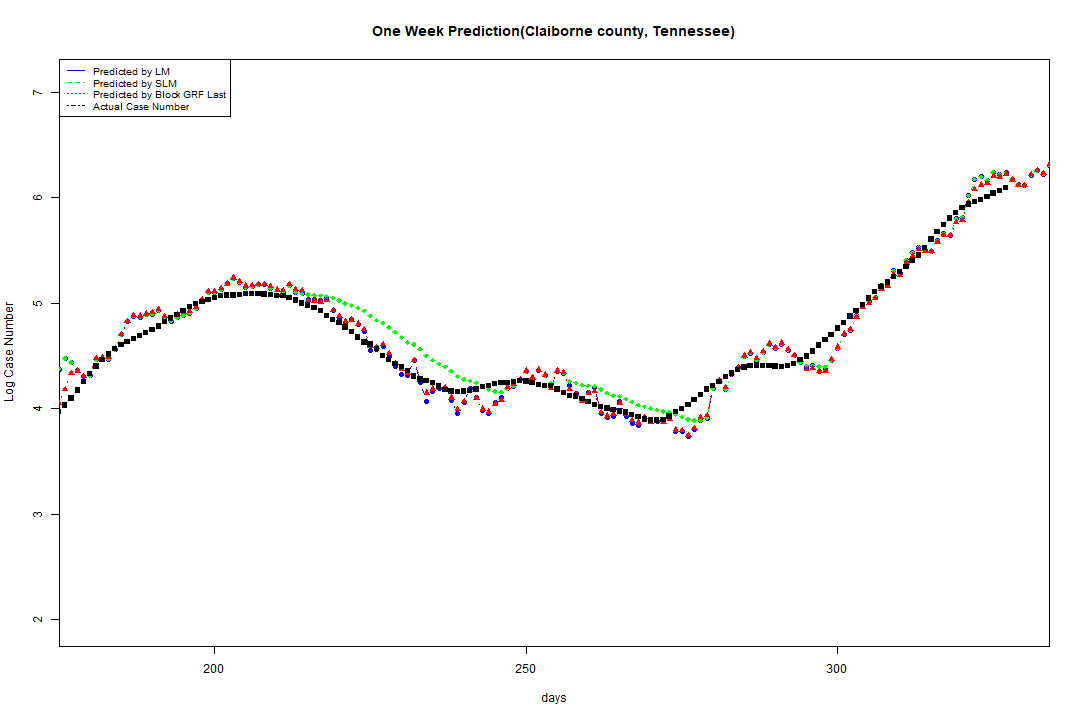 One Week Prediction(Claiborne county, Tennessee)
Predicted by LM
Predicted by SLM
Predicted by Block GRF Last
Actual Case Number
7
6
5
4
3
2
Log Case Number
200 250 300
days